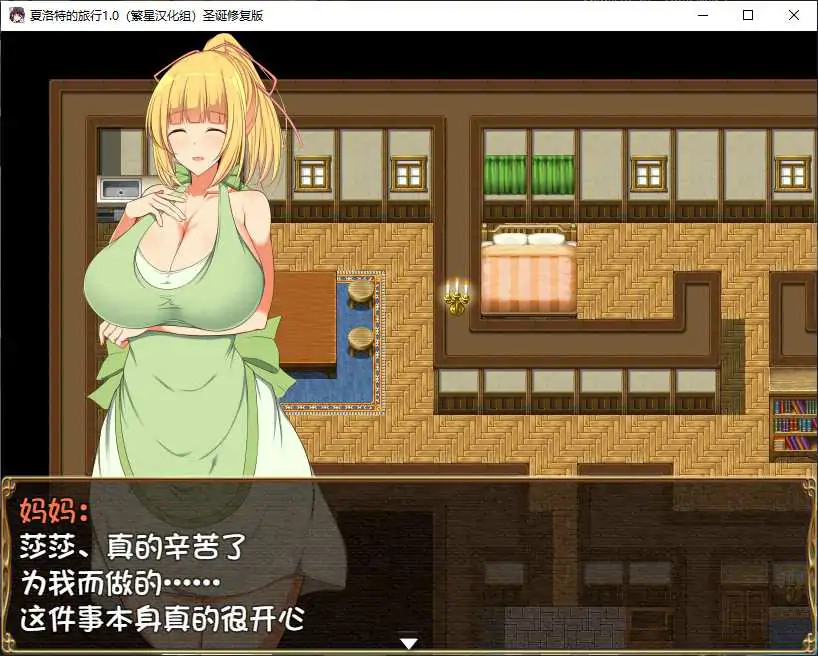 夏洛特的旅行1.0（繁星汉化组）圣诞修复版
妈妈：
莎莎、真的辛苦了
为我而做的……
这件事本身真的很开心